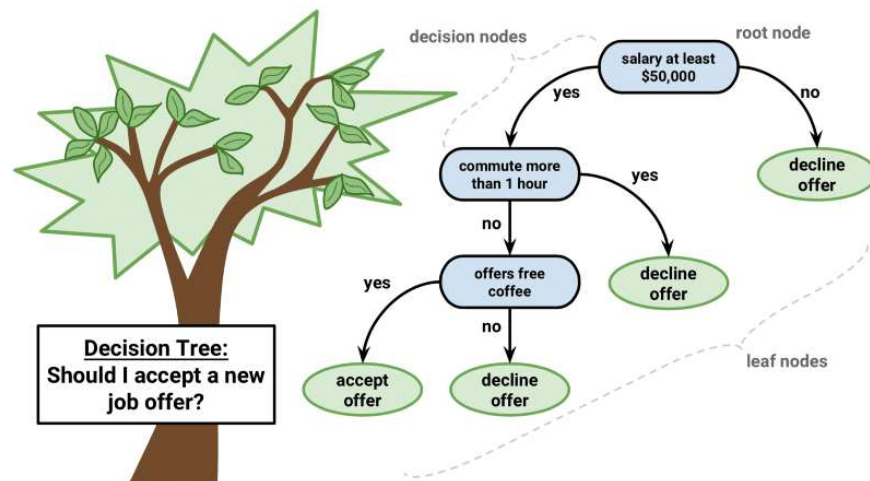 decision nodes
root node
salary at least
$50,000
yes
no
commute more
than 1 hour
yes
decline
offer
no
offers free
coffee
decline
offer
yes
no
Decision Tree:
Should I accept a new
job offer?
accept
offer
decline
offer
leaf nodes